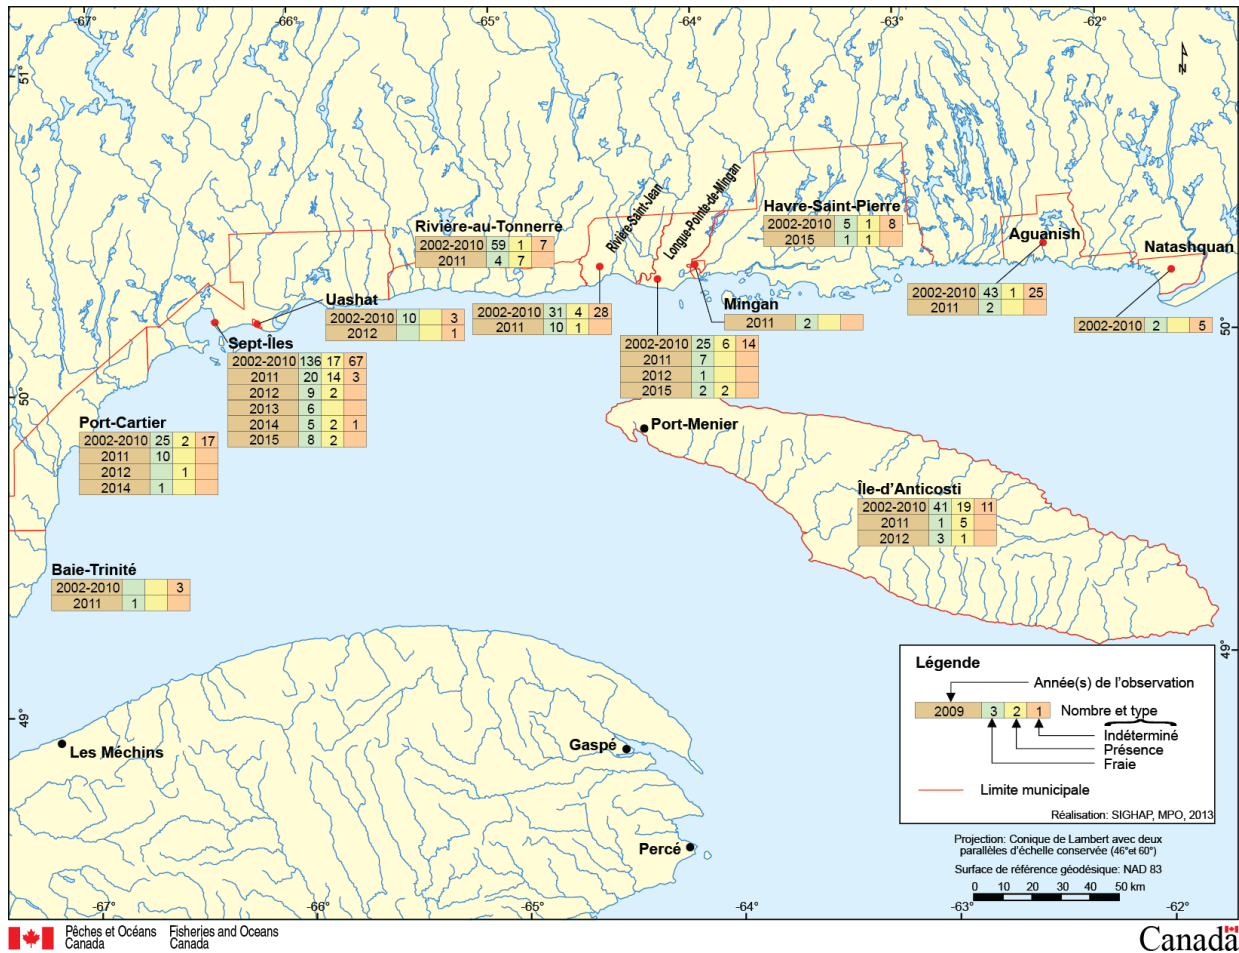 -67°
-66°
-65°
-64°
-63°
-62°
51°
51°
N
Rivière-Saint-Jean
Longue-Pointe-de-Mingan
Havre-Saint-Pierre
2002-2010 5 1 8
2015 1 1
Rivière-au-Tonnerre
2002-2010 59 1 7
2011 4 7
Aguanish
2002-2010 43 1 25
2011 2
Natashquan
2002-2010 2 5
Uashat
2002-2010 10 3
2012 1
2002-2010 31 4 28
2011 10 1
Mingan
2011 2
50°
Sept-Îles
2002-2010 136 17 67
2011 20 14 3
2012 9 2
2013 6
2014 5 2 1
2015 8 2
2002-2010 25 6 14
2011 7
2012 1
2015 2 2
50°
Port-Cartier
2002-2010 25 2 17
2011 10
2012 1
2014 1
Port-Menier
Île-d'Anticosti
2002-2010 41 19 11
2011 1 5
2012 3 1
Baie-Trinité
2002-2010 3
2011 1
49°
49°
Légende
Année(s) de l'observation
2009 3 2 1 Nombre et type
Indéterminé
Présence
Fraie
Limite municipale
Réalisation: SIGHAP, MPO, 2013
Les Méchins
Gaspé
Percé
Projection: Conique de Lambert avec deux
parallèles d'échelle conservée (46°et 60°)
Surface de référence géodésique: NAD 83
0 10 20 30 40 50 km
-67°
-66°
-65°
-64°
-63°
-62°
Pêches et Océans
Canada
Fisheries and Oceans
Canada
Canada